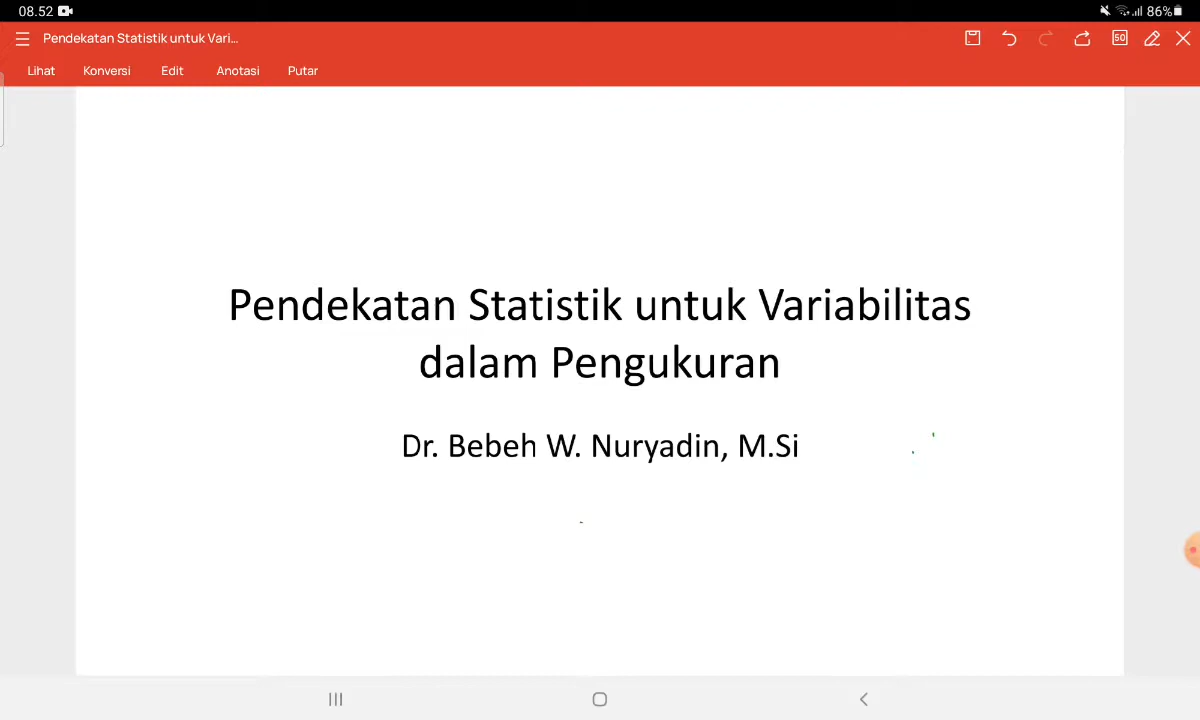 08.52
86%
Pendekatan Statistik untuk Vari...
50
Lihat Konversi Edit Anotasi Putar
Pendekatan Statistik untuk Variabilitas
dalam Pengukuran
Dr. Bebeh W. Nuryadin, M.Si